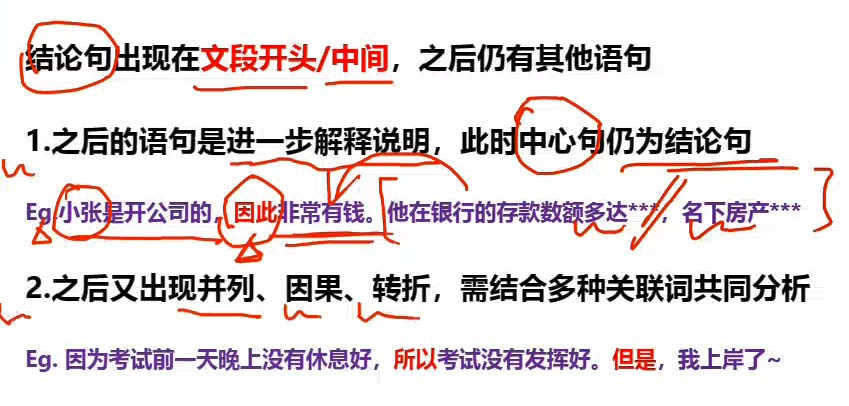 结论句出现在文段开头/中间，之后仍有其他语句
1.之后的语句是进一步解释说明，此时中心句仍为结论句
Eg.小张是开公司的，因此非常有钱。他在银行的存款数额多达***，名下房产***
2.之后又出现并列、因果、转折，需结合多种关联词共同分析
Eg. 因为考试前一天晚上没有休息好，所以考试没有发挥好。但是，我上岸了~